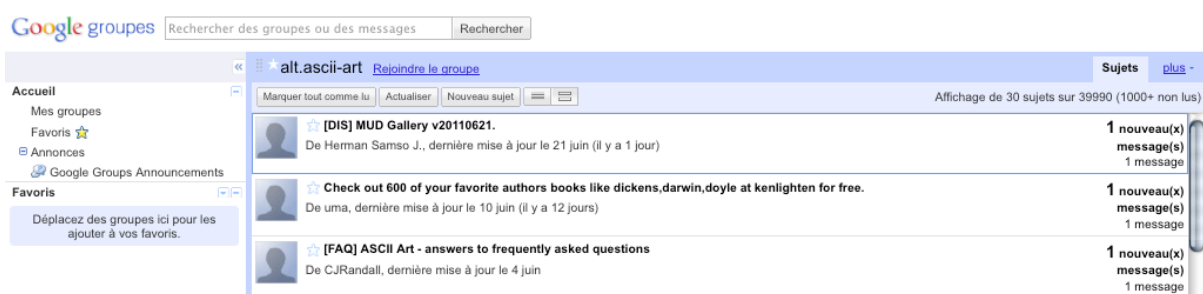 Google groupes Rechercher des groupes ou des messages Rechercher
« alt.ascii-art Rejoindre le groupe Sujets plus
Accueil
Mes groupes
Favoris
Annonces
Google Groups Announcements
Favoris
Déplacez des groupes ici pour les
ajouter à vos favoris.
Marquer tout comme lu Actualiser Nouveau sujet Affichage de 30 sujets sur 39990 (1000+ non lus)
[DIS] MUD Gallery v20110621.
De Herman Samso J., dernière mise à jour le 21 juin (il y a 1 jour)
1 nouveau(x)
message(s)
1 message
Check out 600 of your favorite authors books like dickens,darwin,doyle at kenlighten for free.
De uma, dernière mise à jour le 10 juin (il y a 12 jours)
1 nouveau(x)
message(s)
1 message
[FAQ] ASCII Art - answers to frequently asked questions
De CJRandall, dernière mise à jour le 4 juin
1 nouveau(x)
message(s)
1 message